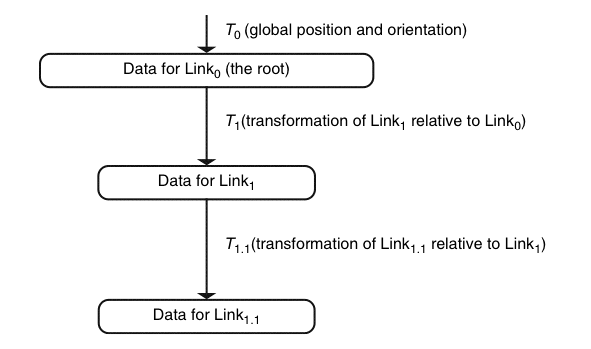 T₀ (global position and orientation)
Data for Link₀ (the root)
T₁(transformation of Link₁ relative to Link₀)
Data for Link₁
T₁.₁(transformation of Link₁.₁ relative to Link₁)
Data for Link₁.₁